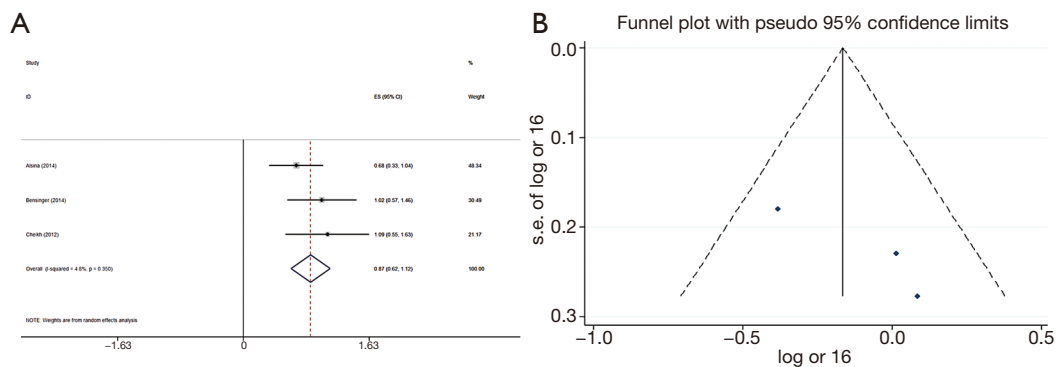 A
Study
%
ID
ES (95% CI)
Weight
Alsina (2014)
0.68 (0.33, 1.04)
48.34
Bensinger (2014)
1.02 (0.57, 1.46)
30.49
Cheikh (2012)
1.09 (0.55, 1.63)
21.17
Overall (I-squared = 4.6%, p = 0.350)
0.87 (0.62, 1.12)
100.00
NOTE: Weights are from random effects analysis
−1.63
0
1.63
B
Funnel plot with pseudo 95% confidence limits
0.0
0.1
0.2
0.3
s.e. of log or 16
−1.0
−0.5
0.0
0.5
log or 16